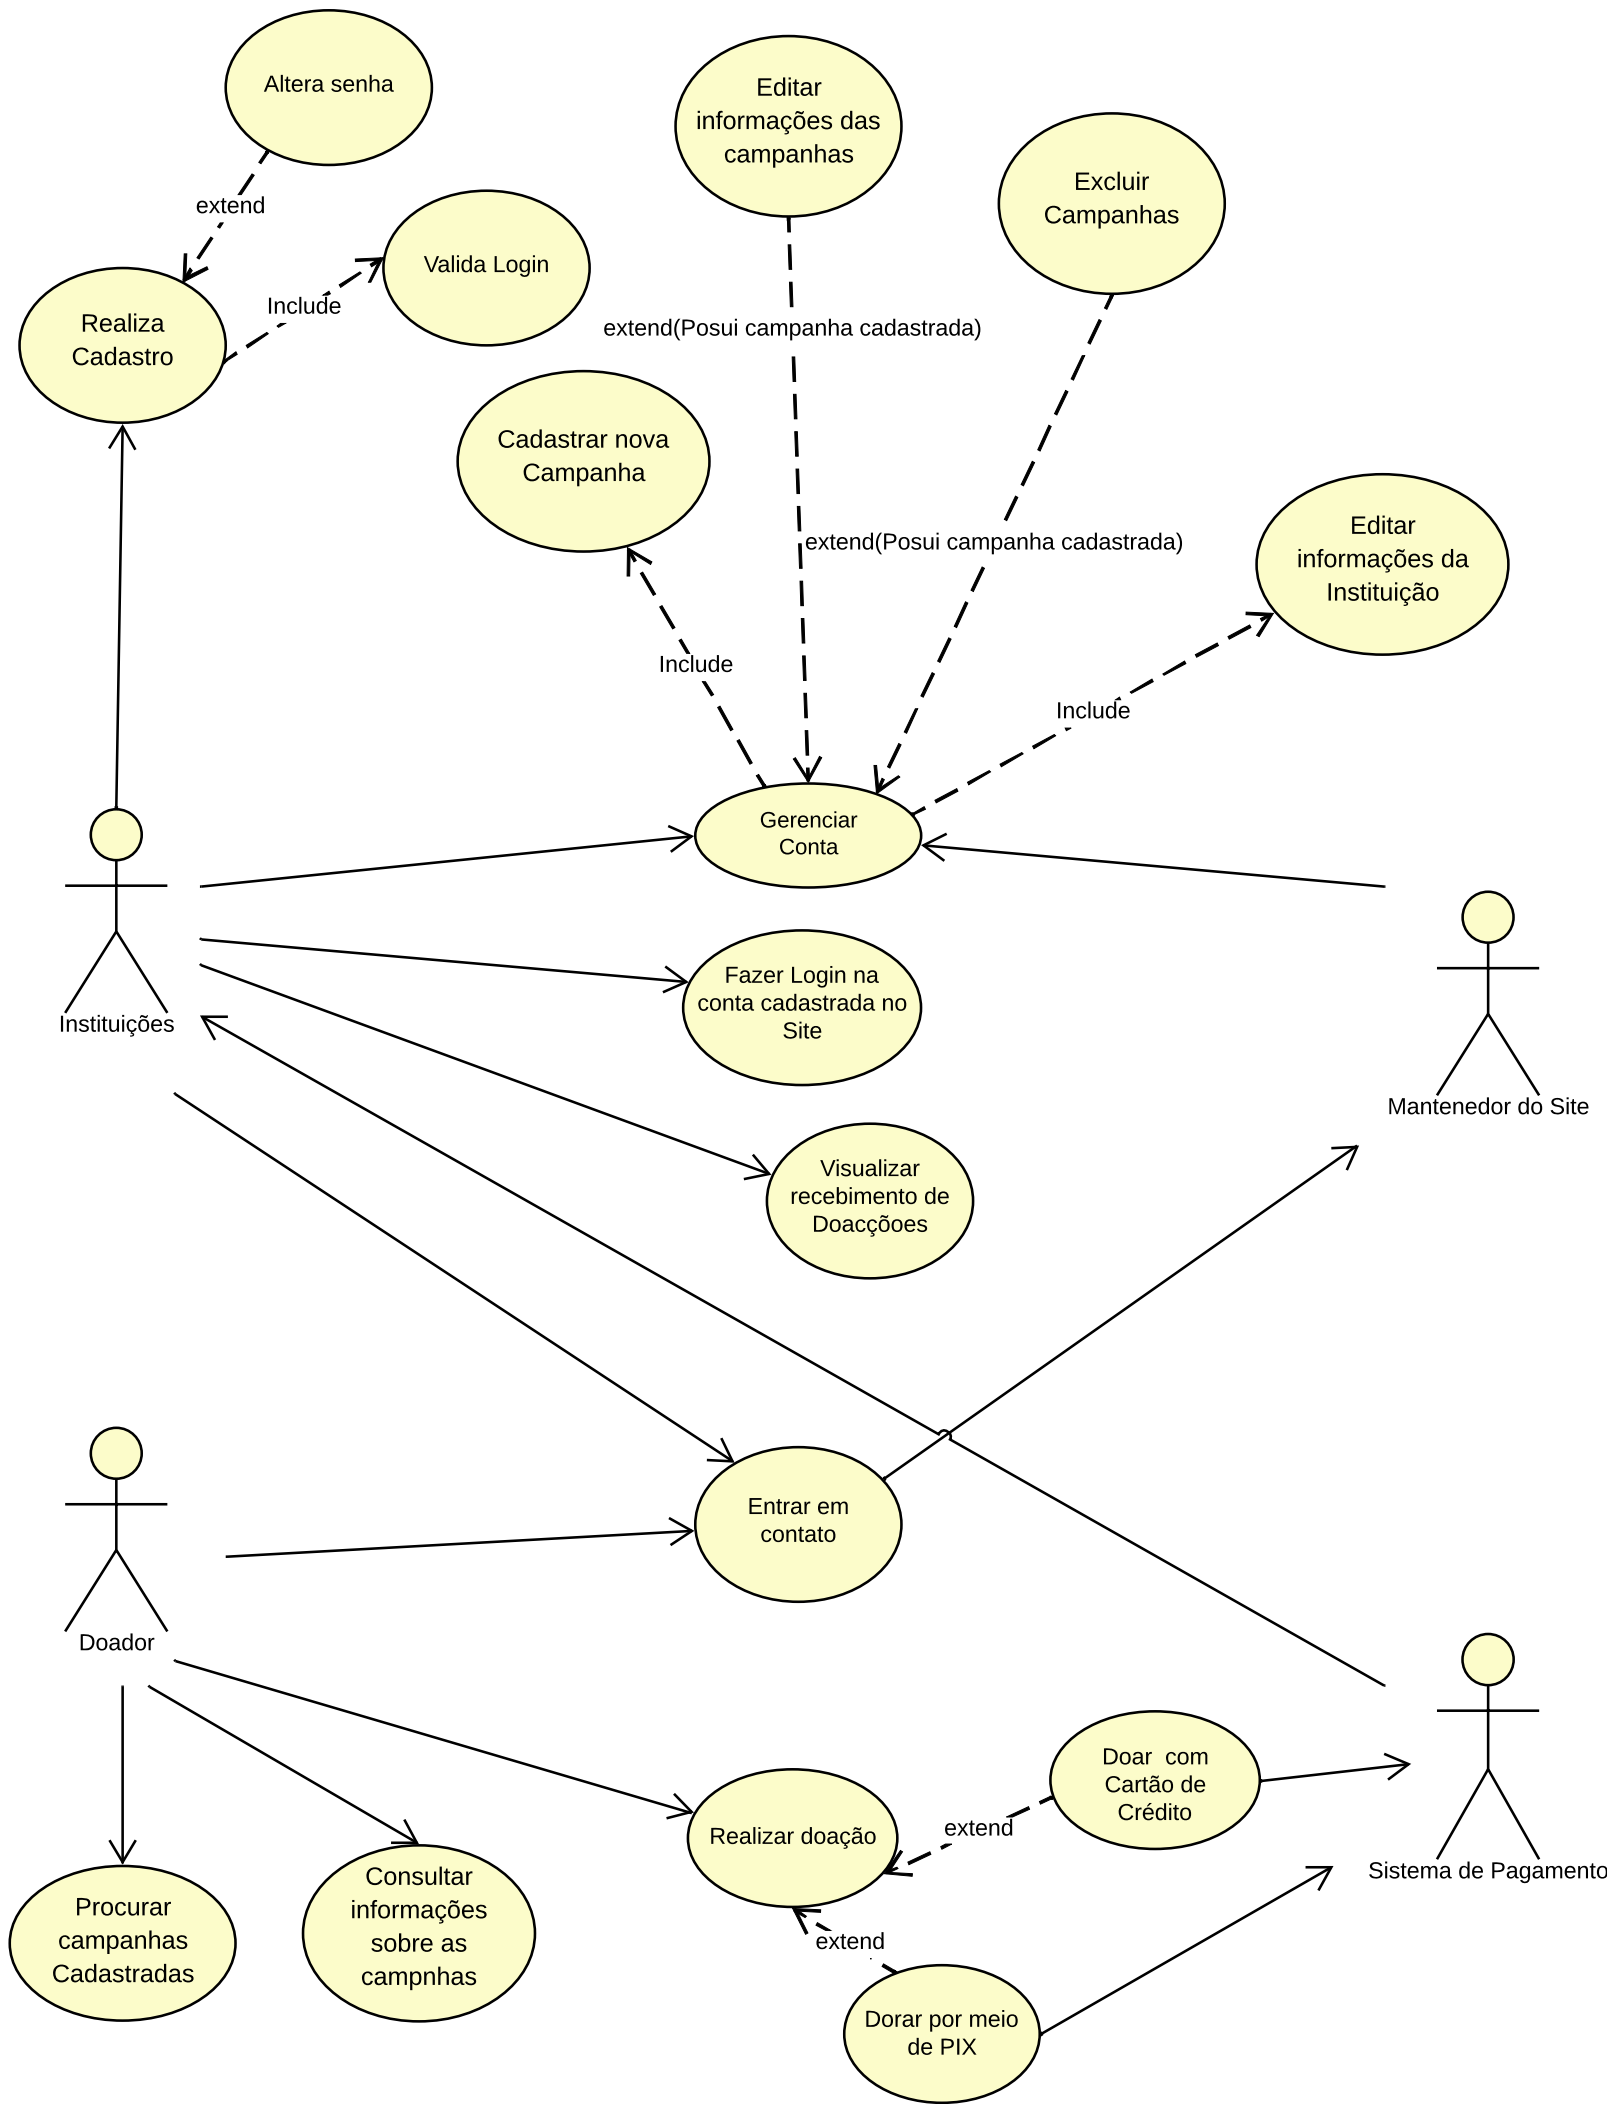 Altera senha
Editar
informações das
campanhas
Excluir
Campanhas
extend
Valida Login
Include
Realiza
Cadastro
extend(Posui campanha cadastrada)
Cadastrar nova
Campanha
extend(Posui campanha cadastrada)
Editar
informações da
Instituição
Include
Include
Gerenciar
Conta
Fazer Login na
conta cadastrada no
Site
Instituições
Mantenedor do Site
Visualizar
recebimento de
Doacçõoes
Entrar em
contato
Doador
Doar  com
Cartão de
Crédito
extend
Realizar doação
Sistema de Pagamento
Procurar
campanhas
Cadastradas
Consultar
informações
sobre as
campnhas
extend
Dorar por meio
de PIX